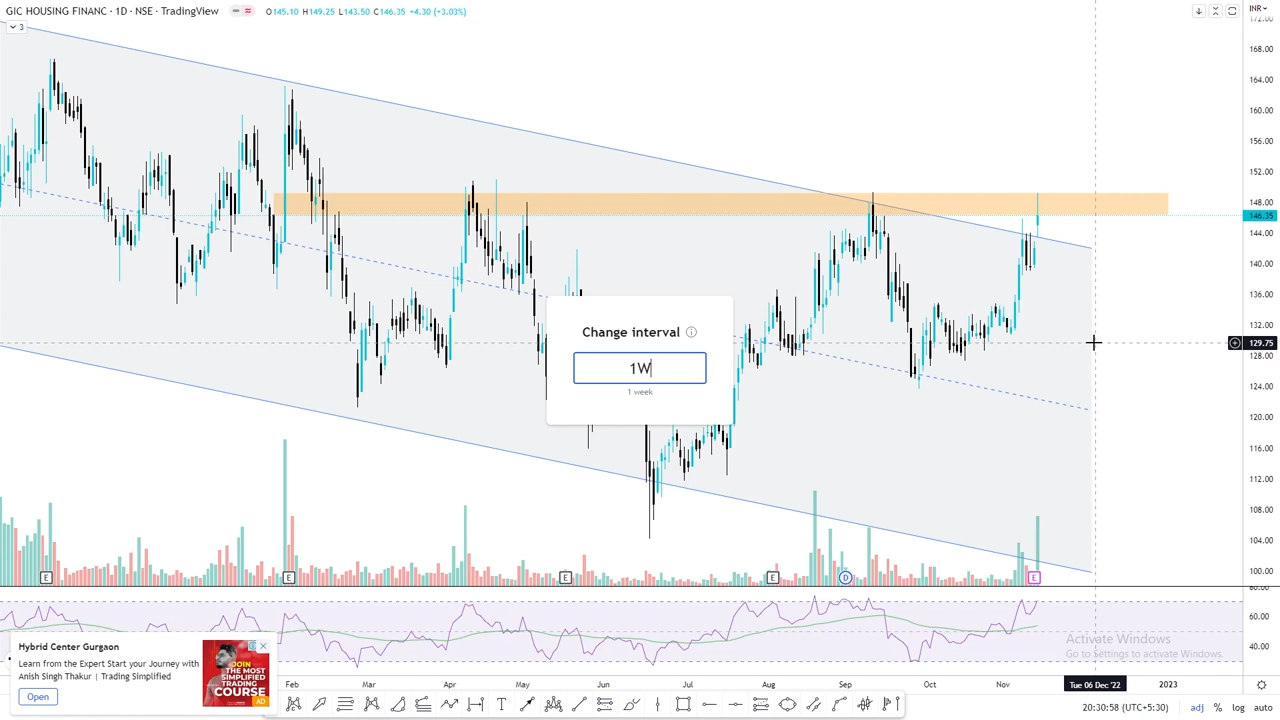 GIC HOUSING FINANC · 1D · NSE · TradingView
O145.10 H149.25 L143.50 C146.35 +4.30 (+3.03%)
INR
3
172.00
168.00
164.00
160.00
156.00
152.00
148.00
146.35
144.00
140.00
136.00
132.00
129.75
128.00
124.00
120.00
116.00
112.00
108.00
104.00
100.00
Change interval
1W
1 week
E
E
E
E
D
E
80.00
60.00
40.00
Activate Windows
Go to Settings to activate Windows.
Hybrid Center Gurgaon
Learn from the Expert Start your Journey with
Anish Singh Thakur | Trading Simplified
Open
JOIN
THE MOST
SIMPLIFIED
TRADING
COURSE
AD
Feb
Mar
Apr
May
Jun
Jul
Aug
Sep
Oct
Nov
Tue 06 Dec '22
2023
20:30:58 (UTC+5:30)
adj
%
log
auto